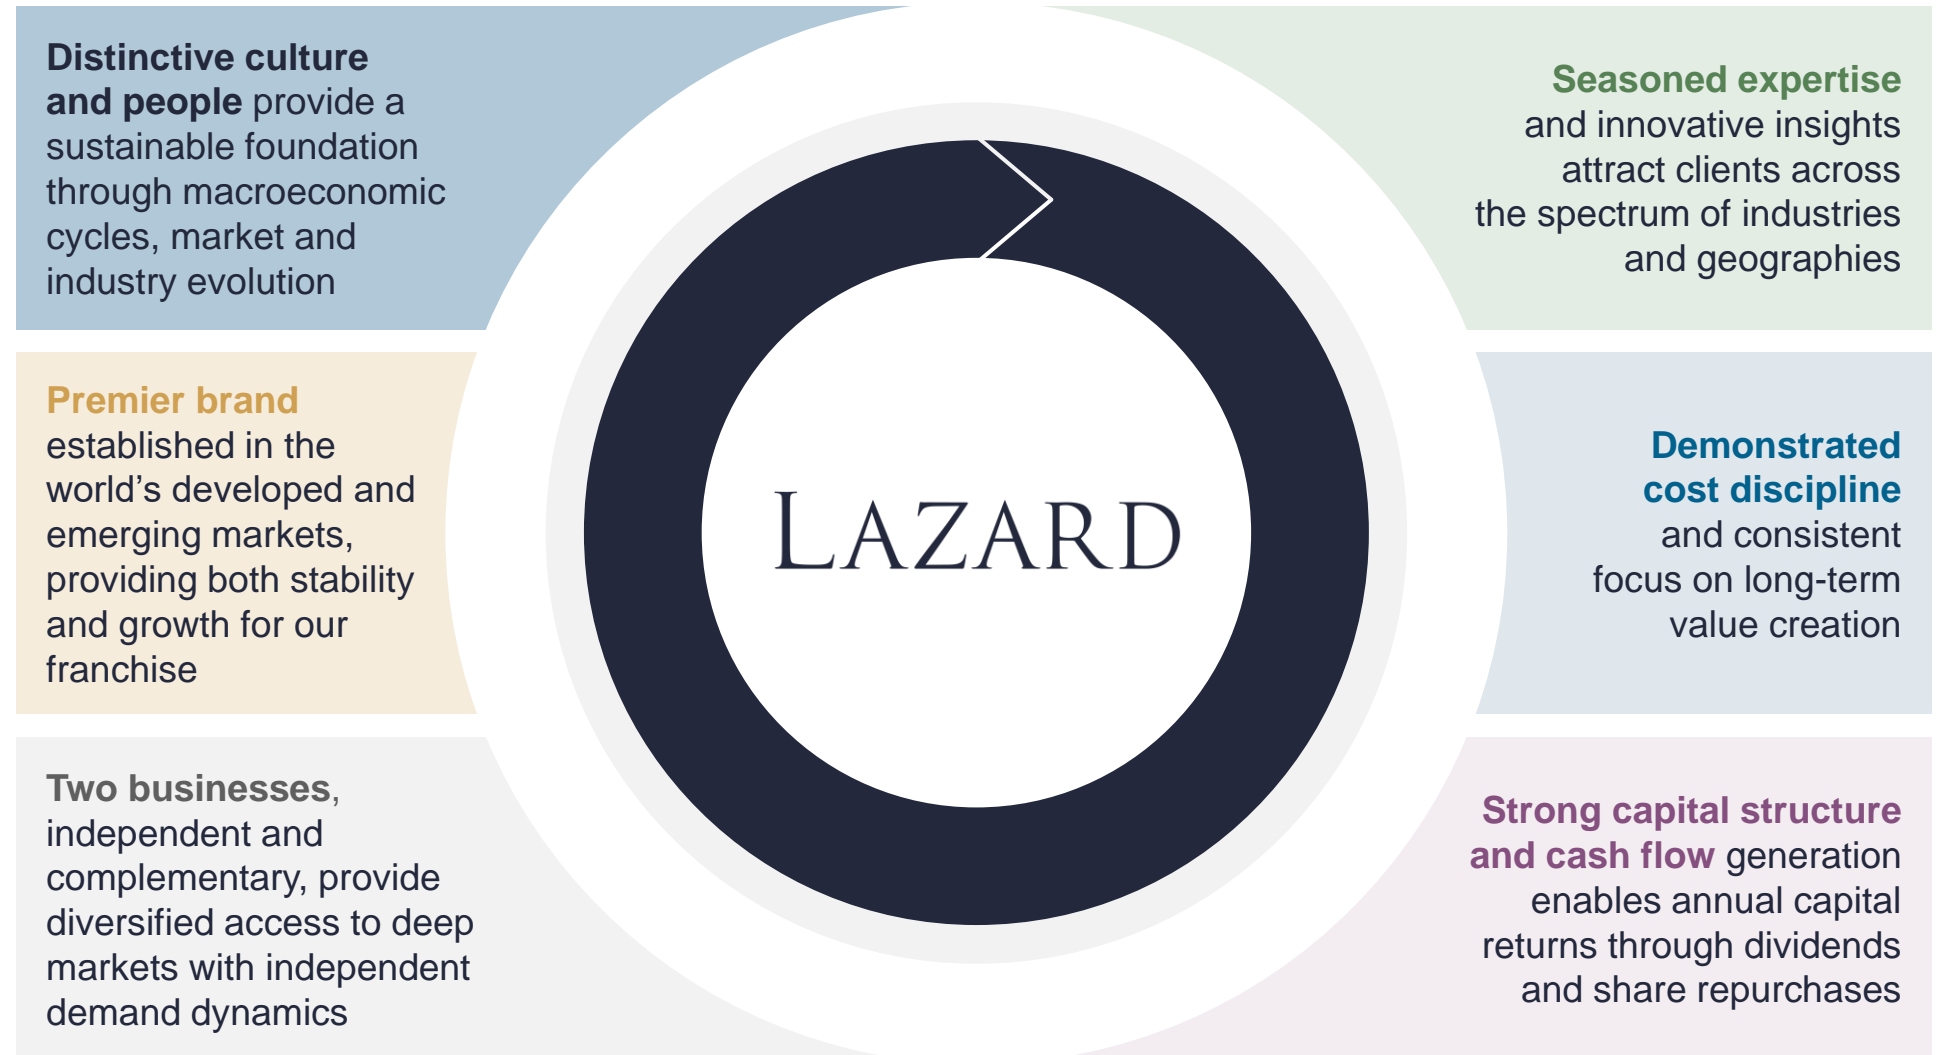 Distinctive culture
and people provide a
sustainable foundation
through macroeconomic
cycles, market and
industry evolution
Premier brand
established in the
world’s developed and
emerging markets,
providing both stability
and growth for our
franchise
Two businesses,
independent and
complementary, provide
diversified access to deep
markets with independent
demand dynamics
LAZARD
Seasoned expertise
and innovative insights
attract clients across
the spectrum of industries
and geographies
Demonstrated
cost discipline
and consistent
focus on long-term
value creation
Strong capital structure
and cash flow generation
enables annual capital
returns through dividends
and share repurchases